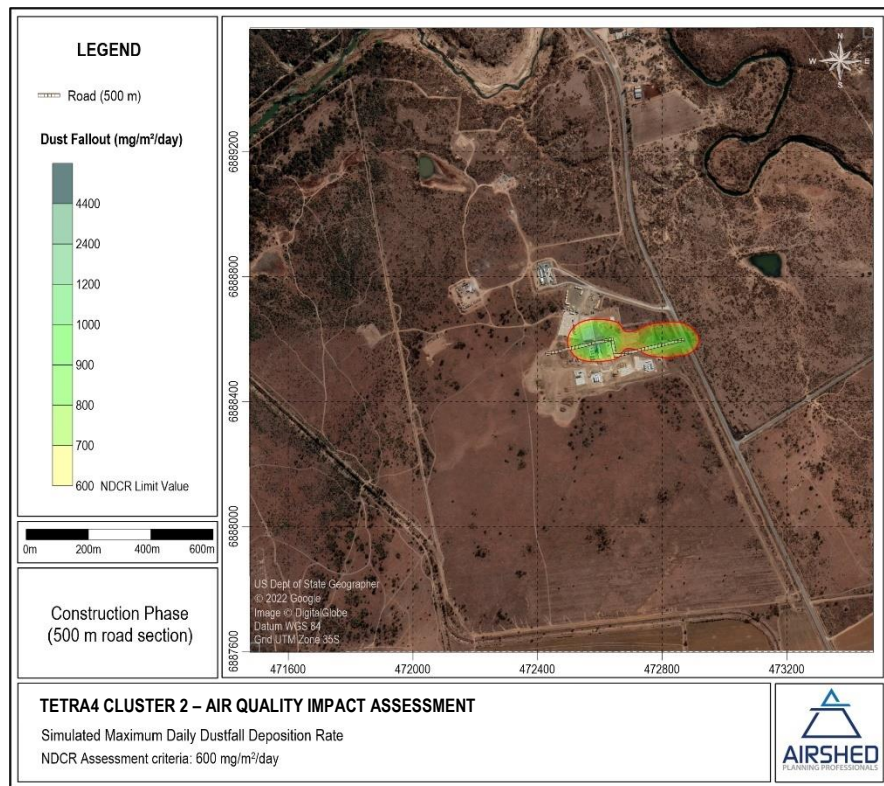 LEGEND
Road (500 m)
Dust Fallout (mg/m²/day)
4400
2400
1200
1000
900
800
700
600 NDCR Limit Value
0m 200m 400m 600m
Construction Phase
(500 m road section)
N
W E
S
6889200
6888800
6888400
6888000
6887600
US Dept of State Geographer
© 2022 Google
Image © DigitalGlobe
Datum WGS 84
Grid UTM Zone 35S
471600 472000 472400 472800 473200
TETRA4 CLUSTER 2 – AIR QUALITY IMPACT ASSESSMENT
Simulated Maximum Daily Dustfall Deposition Rate
NDCR Assessment criteria: 600 mg/m²/day
AIRSHED
PLANNING PROFESSIONALS